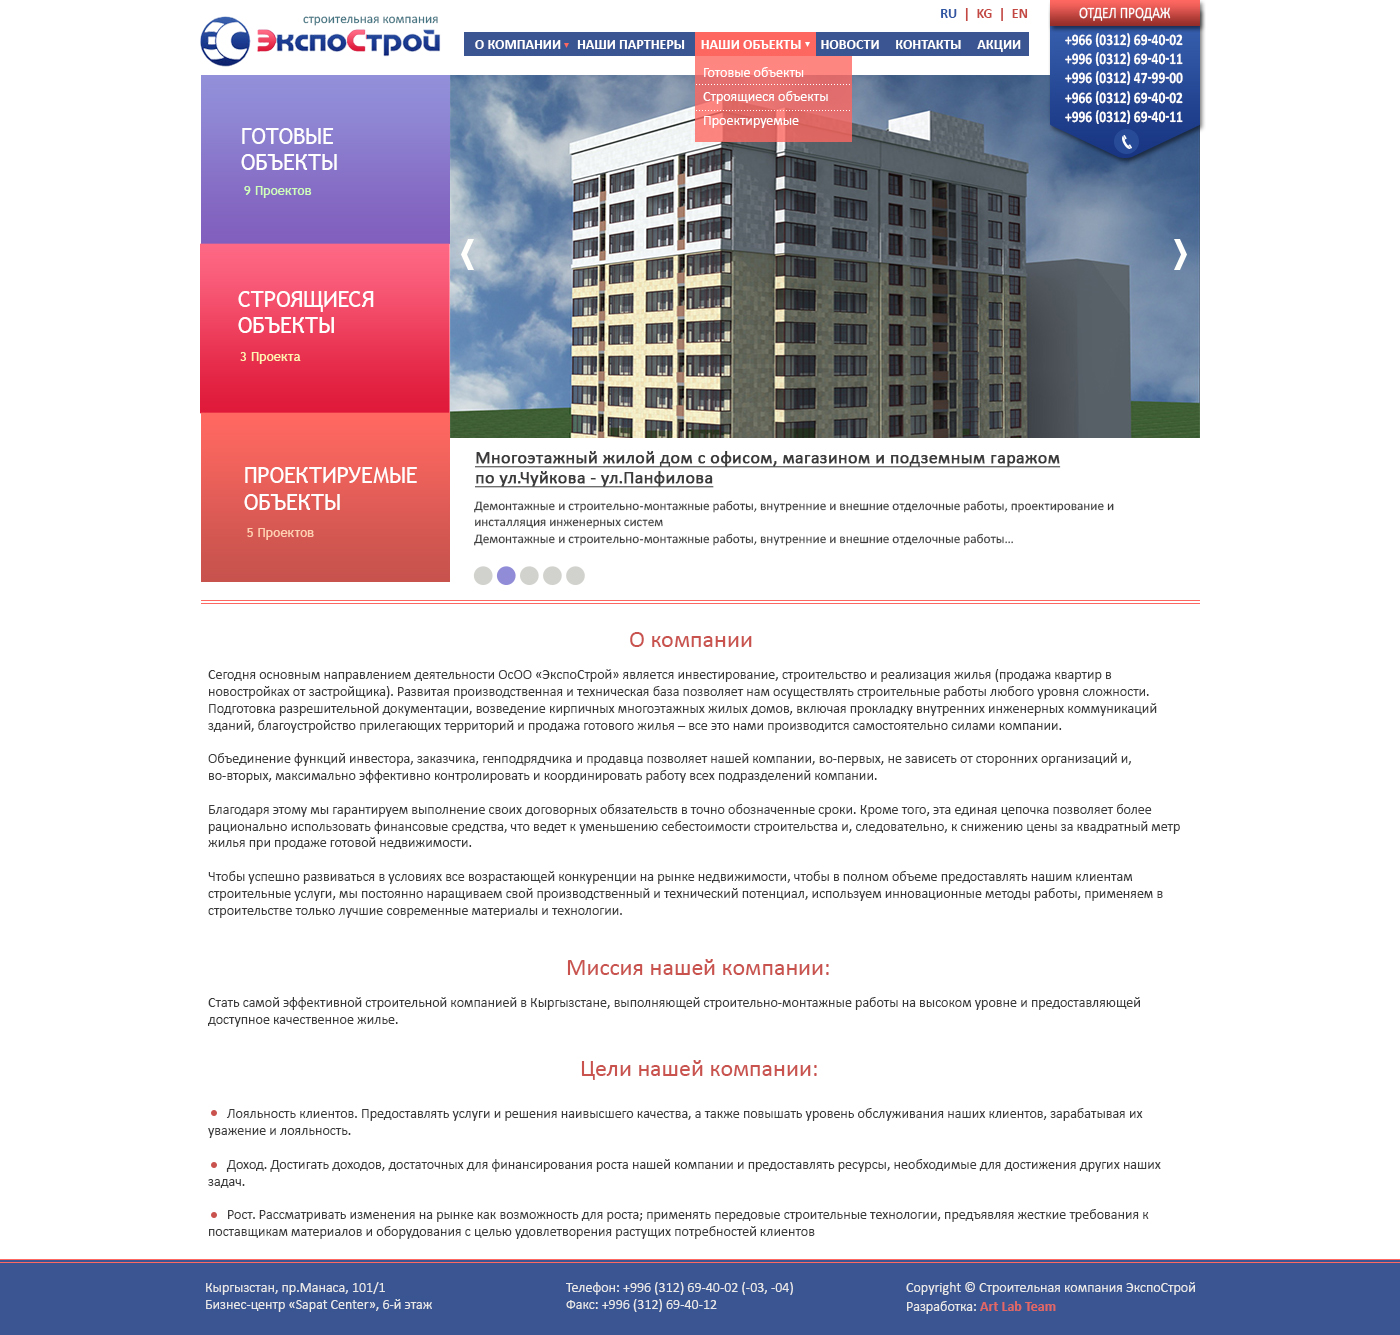 строительная компания
ЭкспоСтрой
RU | KG | EN
О КОМПАНИИ НАШИ ПАРТНЕРЫ НАШИ ОБЪЕКТЫ НОВОСТИ КОНТАКТЫ АКЦИИ
Готовые объекты
Строящиеся объекты
Проектируемые
ОТДЕЛ ПРОДАЖ
+966 (0312) 69-40-02
+996 (0312) 69-40-11
+996 (0312) 47-99-00
+966 (0312) 69-40-02
+996 (0312) 69-40-11
ГОТОВЫЕ
ОБЪЕКТЫ
9 Проектов
СТРОЯЩИЕСЯ
ОБЪЕКТЫ
3 Проекта
ПРОЕКТИРУЕМЫЕ
ОБЪЕКТЫ
5 Проектов
Многоэтажный жилой дом с офисом, магазином и подземным гаражом
по ул.Чуйкова - ул.Панфилова
Демонтажные и строительно-монтажные работы, внутренние и внешние отделочные работы, проектирование и
инсталляция инженерных систем
Демонтажные и строительно-монтажные работы, внутренние и внешние отделочные работы...
О компании
Сегодня основным направлением деятельности ОсОО «ЭкспоСтрой» является инвестирование, строительство и реализация жилья (продажа квартир в
новостройках от застройщика). Развитая производственная и техническая база позволяет нам осуществлять строительные работы любого уровня сложности.
Подготовка разрешительной документации, возведение кирпичных многоэтажных жилых домов, включая прокладку внутренних инженерных коммуникаций
зданий, благоустройство прилегающих территорий и продажа готового жилья – все это нами производится самостоятельно силами компании.
Объединение функций инвестора, заказчика, генподрядчика и продавца позволяет нашей компании, во-первых, не зависеть от сторонних организаций и,
во-вторых, максимально эффективно контролировать и координировать работу всех подразделений компании.
Благодаря этому мы гарантируем выполнение своих договорных обязательств в точно обозначенные сроки. Кроме того, эта единая цепочка позволяет более
рационально использовать финансовые средства, что ведет к уменьшению себестоимости строительства и, следовательно, к снижению цены за квадратный метр
жилья при продаже готовой недвижимости.
Чтобы успешно развиваться в условиях все возрастающей конкуренции на рынке недвижимости, чтобы в полном объеме предоставлять нашим клиентам
строительные услуги, мы постоянно наращиваем свой производственный и технический потенциал, используем инновационные методы работы, применяем в
строительстве только лучшие современные материалы и технологии.
Миссия нашей компании:
Стать самой эффективной строительной компанией в Кыргызстане, выполняющей строительно-монтажные работы на высоком уровне и предоставляющей
доступное качественное жилье.
Цели нашей компании:
• Лояльность клиентов. Предоставлять услуги и решения наивысшего качества, а также повышать уровень обслуживания наших клиентов, зарабатывая их
уважение и лояльность.
• Доход. Достигать доходов, достаточных для финансирования роста нашей компании и предоставлять ресурсы, необходимые для достижения других наших
задач.
• Рост. Рассматривать изменения на рынке как возможность для роста; применять передовые строительные технологии, предъявляя жесткие требования к
поставщикам материалов и оборудования с целью удовлетворения растущих потребностей клиентов
Кыргызстан, пр.Манаса, 101/1
Бизнес-центр «Sapat Center», 6-й этаж
Телефон: +996 (312) 69-40-02 (-03, -04)
Факс: +996 (312) 69-40-12
Copyright © Строительная компания ЭкспоСтрой
Разработка: Art Lab Team